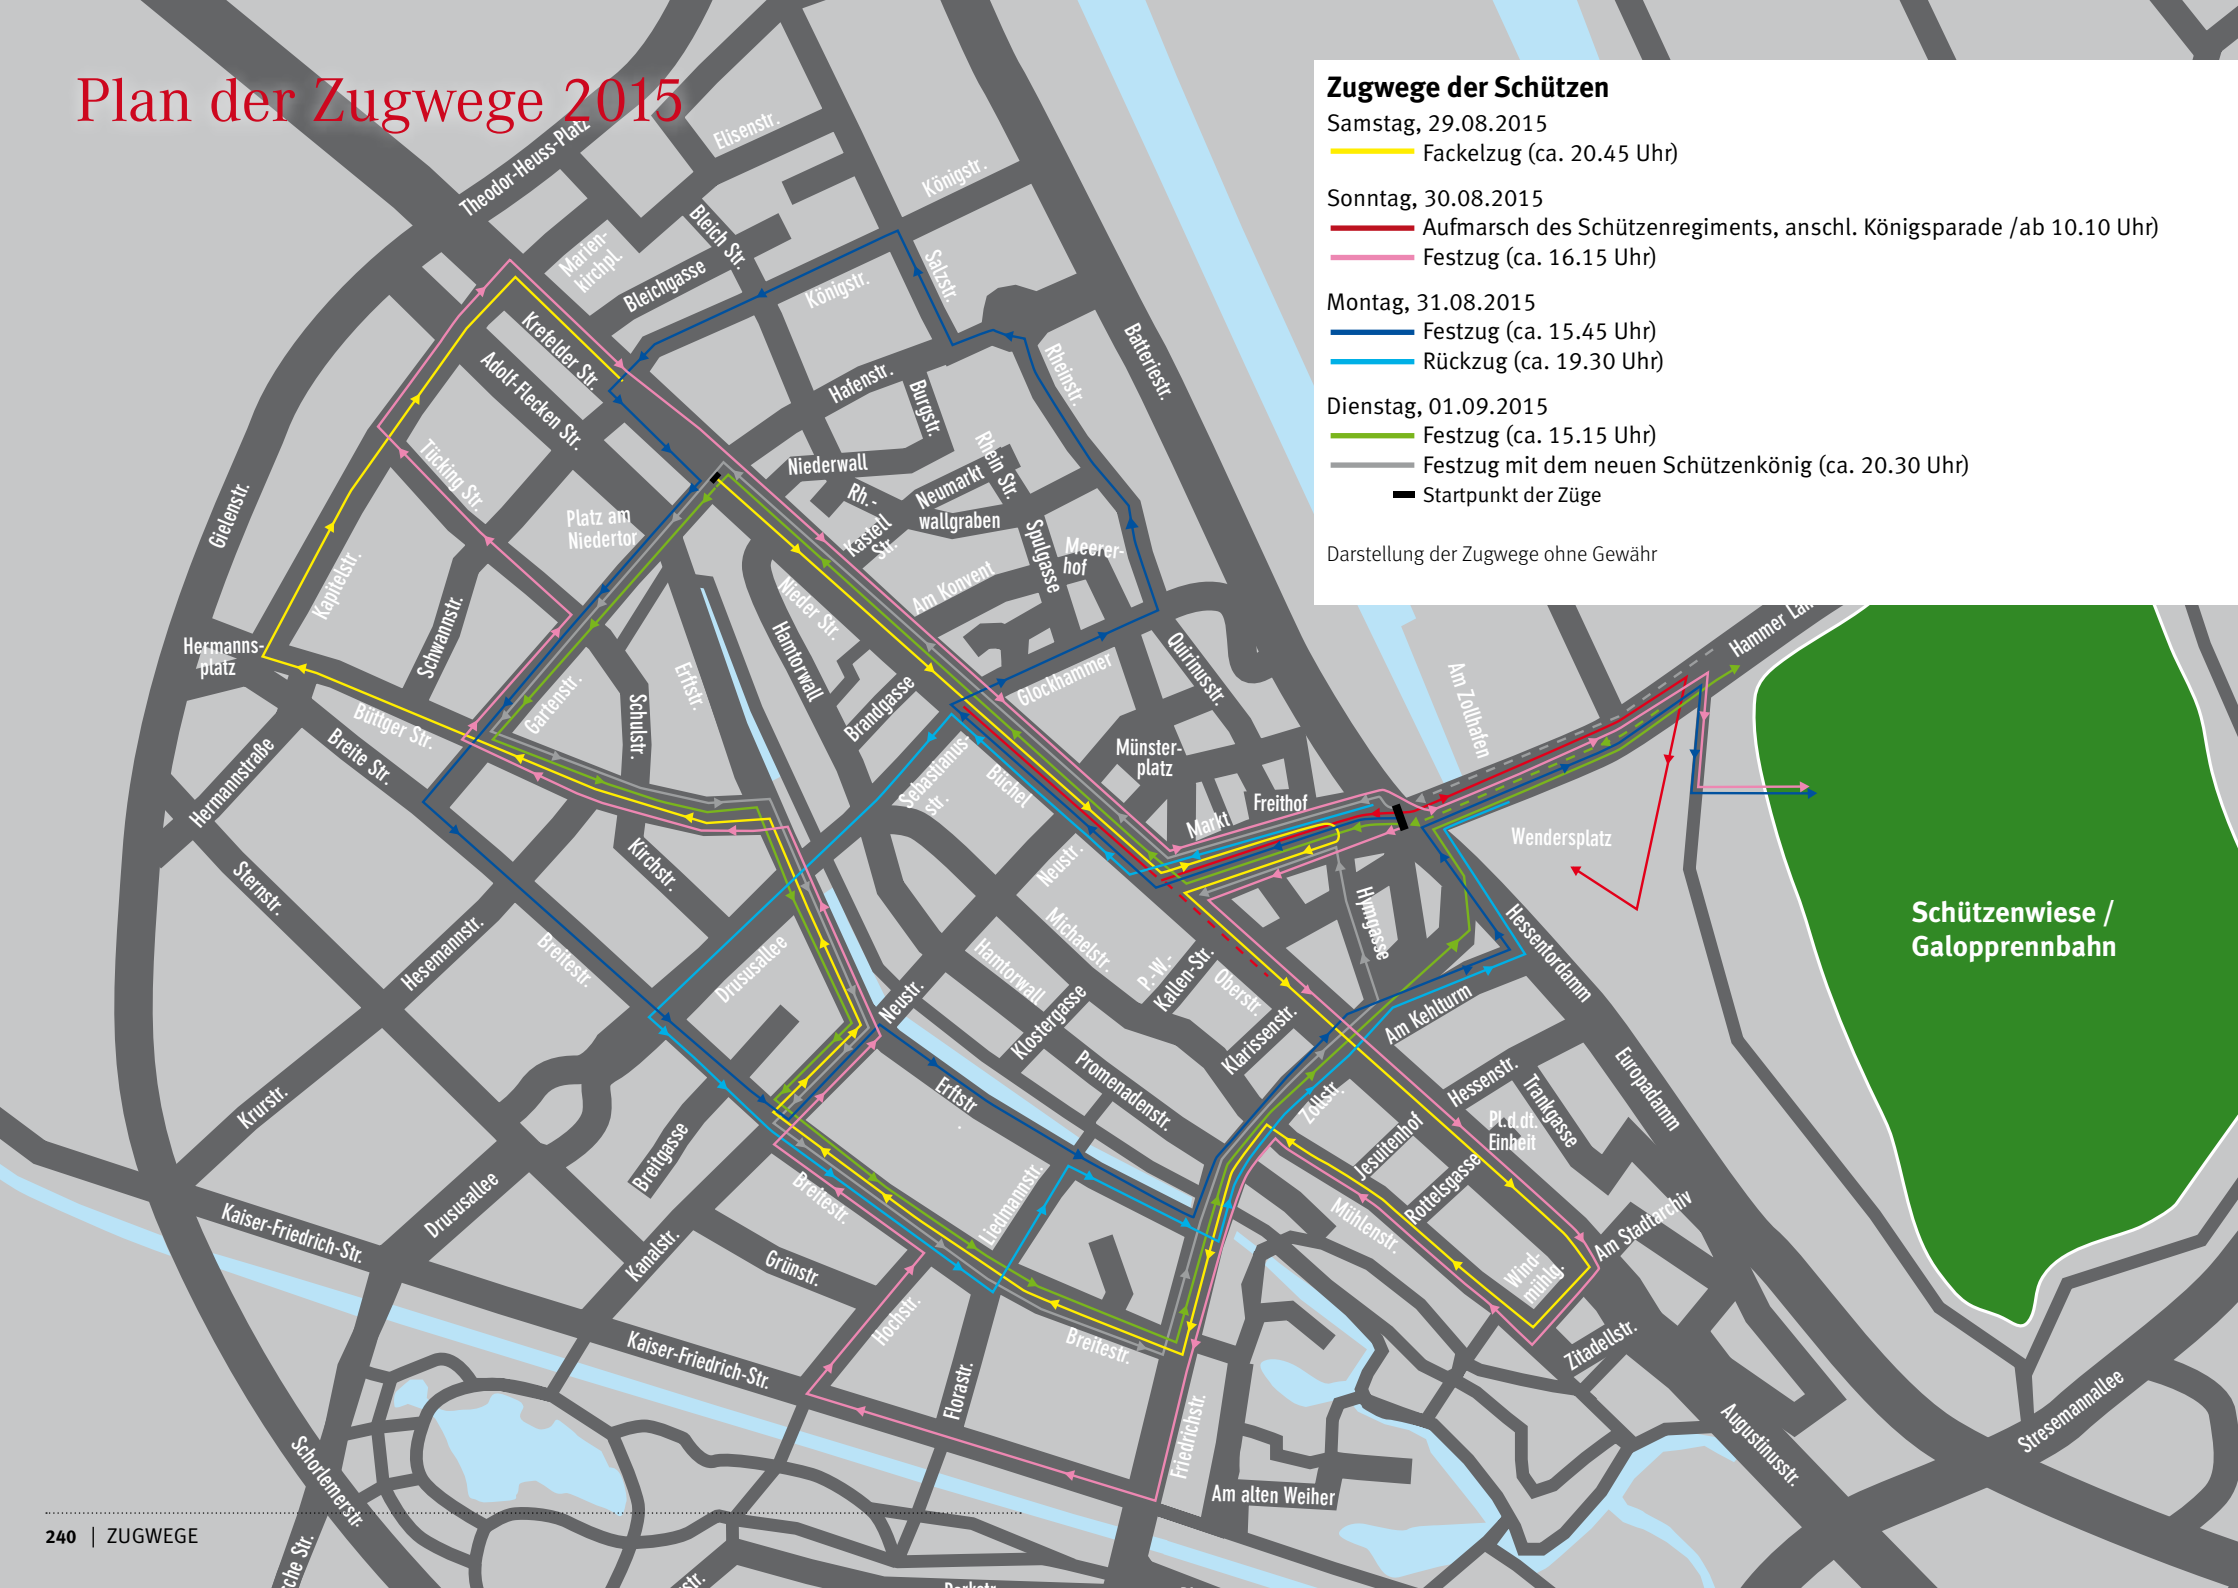 Plan der Zugwege 2015
Zugwege der Schützen
Samstag, 29.08.2015
Fackelzug (ca. 20.45 Uhr)
Sonntag, 30.08.2015
Aufmarsch des Schützenregiments, anschl. Königsparade /ab 10.10 Uhr)
Festzug (ca. 16.15 Uhr)
Montag, 31.08.2015
Festzug (ca. 15.45 Uhr)
Rückzug (ca. 19.30 Uhr)
Dienstag, 01.09.2015
Festzug (ca. 15.15 Uhr)
Festzug mit dem neuen Schützenkönig (ca. 20.30 Uhr)
Startpunkt der Züge
Darstellung der Zugwege ohne Gewähr
Theodor-Heuss-Platz
Elisenstr.
Königstr.
Bleich Str.
Marien-
kirchpl.
Bleichgasse
Königstr.
Salzstr.
Batteriestr.
Krefelder Str.
Adolf-Flecken Str.
Hafenstr.
Burgstr.
Rheinstr.
Tücking Str.
Niederwall
Rhein Str.
Neumarkt
Rh.-
Kastell
Str.
wallgraben
Gielenstr.
Platz am
Niedertor
Spulgasse
Meerer-
hof
Am Konvent
Kapitelstr.
Schwannstr.
Nieder Str.
Hamtorwall
Hermanns-
platz
Erftstr.
Gartenstr.
Schulstr.
Brandgasse
Glockhammer
Quirinusstr.
Am Zollhafen
Hammer Lan
Büttger Str.
Breite Str.
Hermannstraße
Sebastianus-
str.
Büchel
Münster-
platz
Freithof
Markt
Wendersplatz
Kirchstr.
Sternstr.
Neustr.
Hymgasse
Schützenwiese /
Galopprennbahn
Hesemannstr.
Breitestr.
Drususallee
Michaelstr.
Hamtorwall
P.-W.-
Kallen-Str.
Oberstr.
Hessentordamm
Neustr.
Klostergasse
Klarissenstr.
Am Kehlturm
Krurstr.
Erftstr
.
Promenadenstr.
Zollstr.
Hessenstr.
Trankgasse
Europadamm
Pl.d.dt.
Einheit
Breitgasse
Jesuitenhof
Rottelsgasse
Drususallee
Breitestr.
Liedmannstr.
Mühlenstr.
Am Stadtarchiv
Kaiser-Friedrich-Str.
Kanalstr.
Grünstr.
Wind-
mühlg.
Hochstr.
Breitestr.
Zitadellstr.
Kaiser-Friedrich-Str.
Florastr.
Friedrichstr.
Augustinusstr.
Stresemannallee
Schorlemerstr.
Am alten Weiher
sche Str.
str.
240 | ZUGWEGE